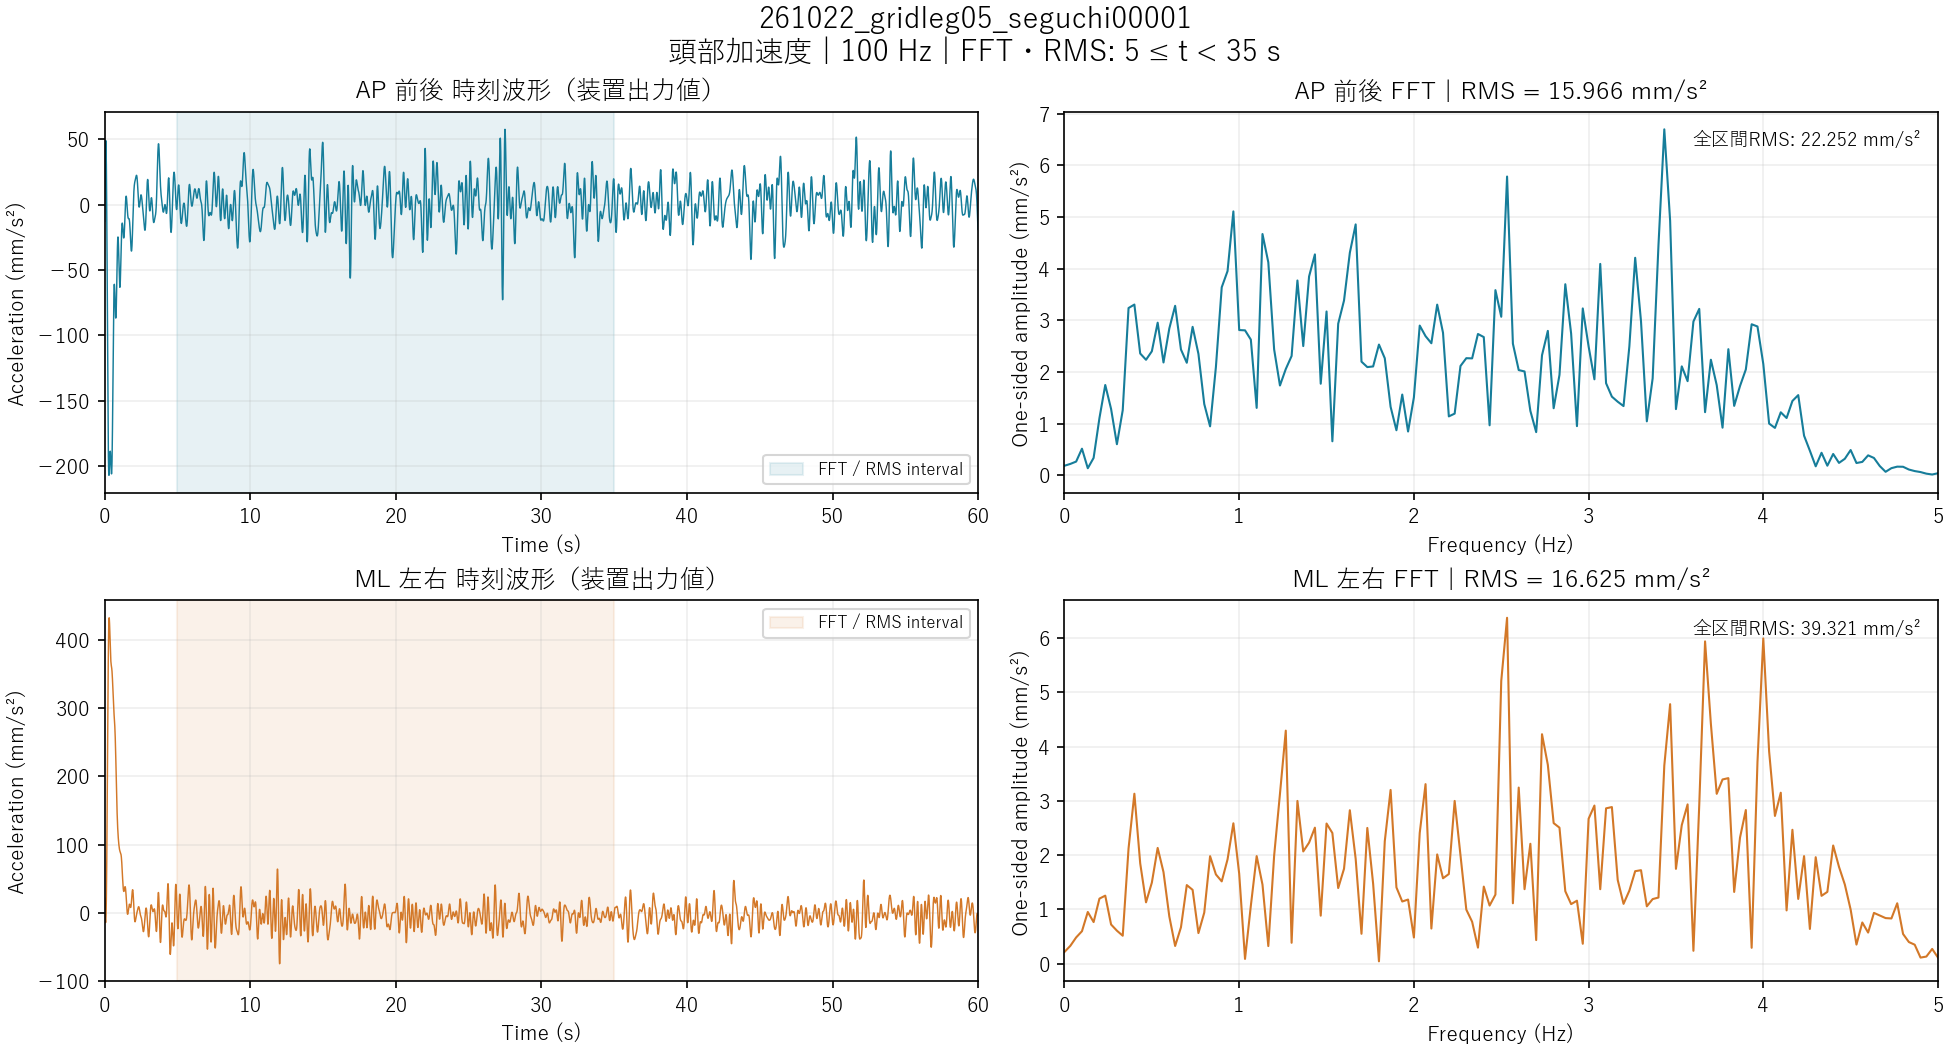 261022_gridleg05_seguchi00001
頭部加速度 | 100 Hz | FFT・RMS: 5 ≤ t < 35 s
AP 前後 時刻波形（装置出力値）
50
0
−50
−100
−150
−200
Acceleration (mm/s²)
FFT / RMS interval
0 10 20 30 40 50 60
Time (s)
AP 前後 FFT | RMS = 15.966 mm/s²
全区間RMS: 22.252 mm/s²
7
6
5
4
3
2
1
0
One-sided amplitude (mm/s²)
0 1 2 3 4 5
Frequency (Hz)
ML 左右 時刻波形（装置出力値）
FFT / RMS interval
400
300
200
100
0
−100
Acceleration (mm/s²)
0 10 20 30 40 50 60
Time (s)
ML 左右 FFT | RMS = 16.625 mm/s²
全区間RMS: 39.321 mm/s²
6
5
4
3
2
1
0
One-sided amplitude (mm/s²)
0 1 2 3 4 5
Frequency (Hz)